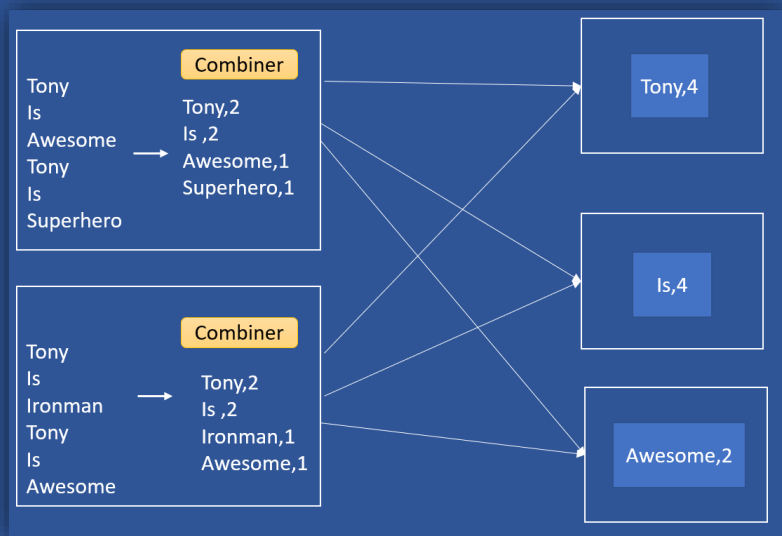 Tony
Is
Awesome
Tony
Is
Superhero
Combiner
Tony,2
Is ,2
Awesome,1
Superhero,1
Tony
Is
Ironman
Tony
Is
Awesome
Combiner
Tony,2
Is ,2
Ironman,1
Awesome,1
Tony,4
Is,4
Awesome,2